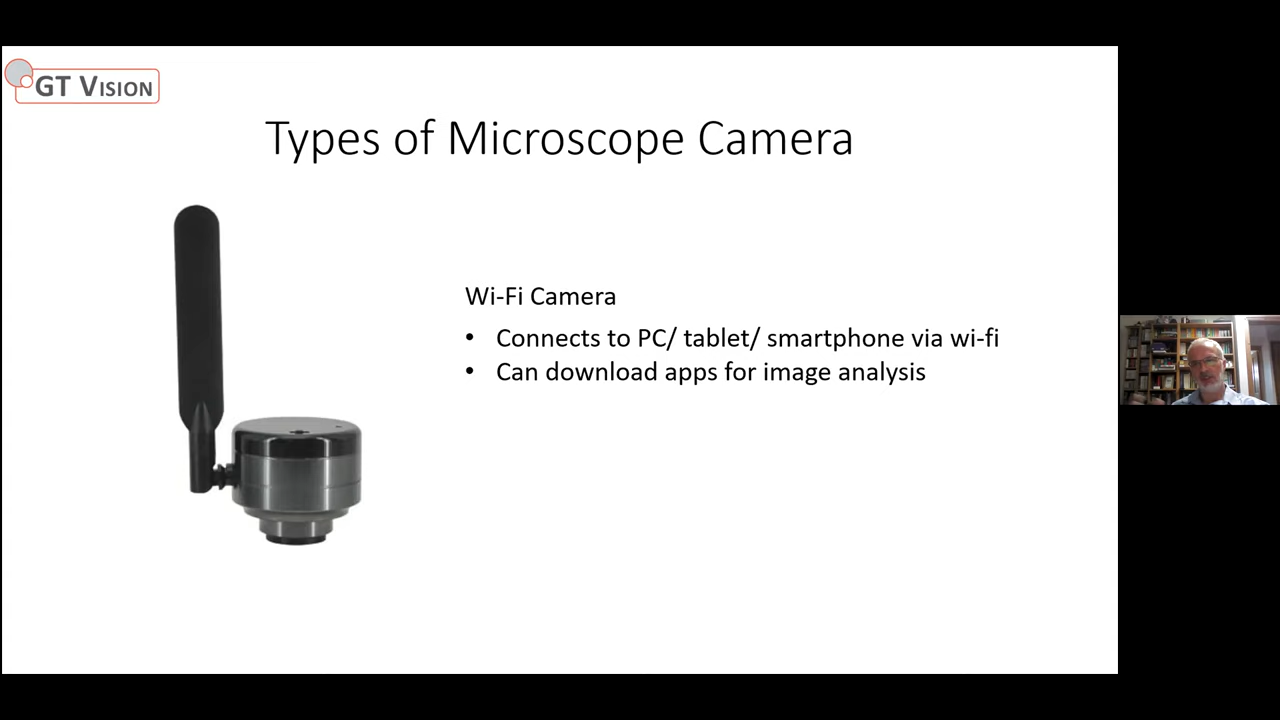 GT VISION
Types of Microscope Camera
Wi-Fi Camera
• Connects to PC/ tablet/ smartphone via wi-fi
• Can download apps for image analysis